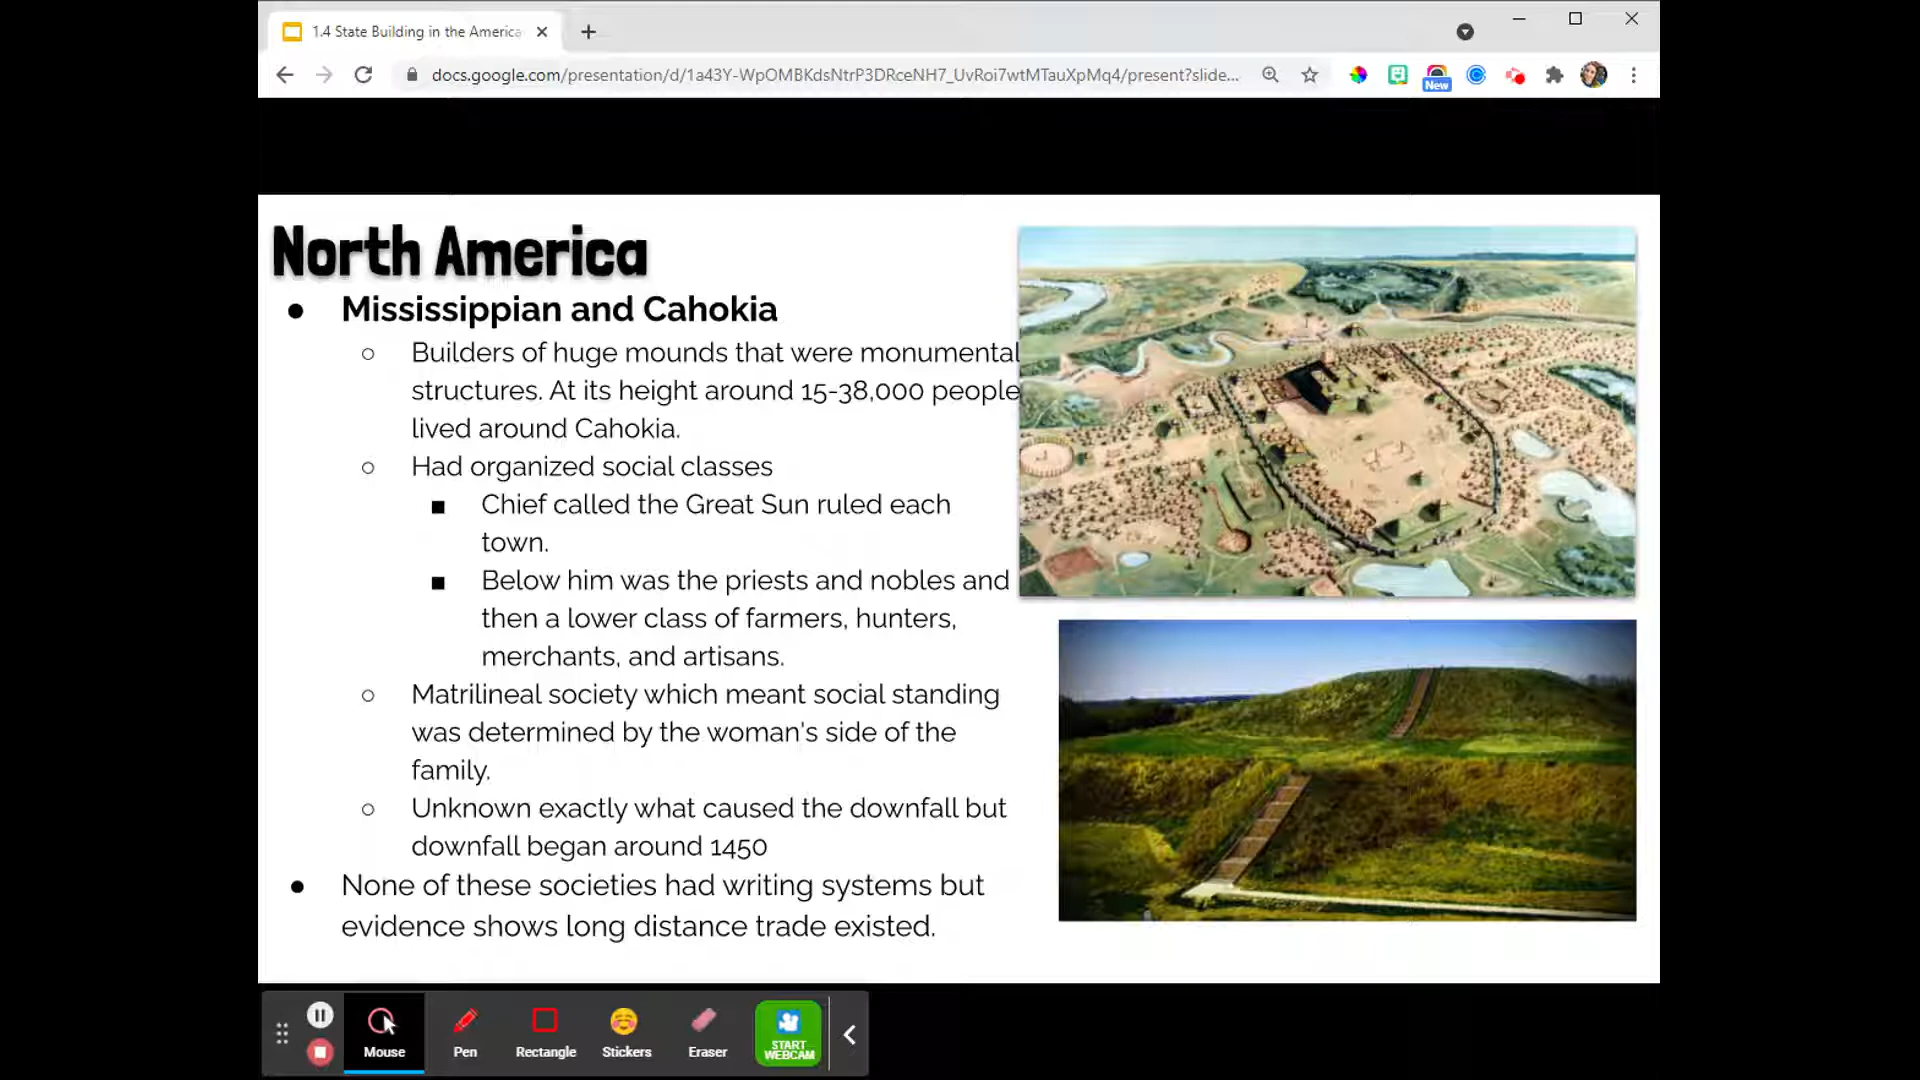 1.4 State Building in the America
docs.google.com/presentation/d/1a43Y-WpOMBKdsNtrP3DRceNH7_UvRoi7wtMTauXpMq4/present?slide...
New
North America
● Mississippian and Cahokia
○ Builders of huge mounds that were monumental
structures. At its height around 15-38,000 people
lived around Cahokia.
○ Had organized social classes
■ Chief called the Great Sun ruled each
town.
■ Below him was the priests and nobles and
then a lower class of farmers, hunters,
merchants, and artisans.
○ Matrilineal society which meant social standing
was determined by the woman's side of the
family.
○ Unknown exactly what caused the downfall but
downfall began around 1450
● None of these societies had writing systems but
evidence shows long distance trade existed.
Mouse
Pen
Rectangle
Stickers
Eraser
START
WEBCAM